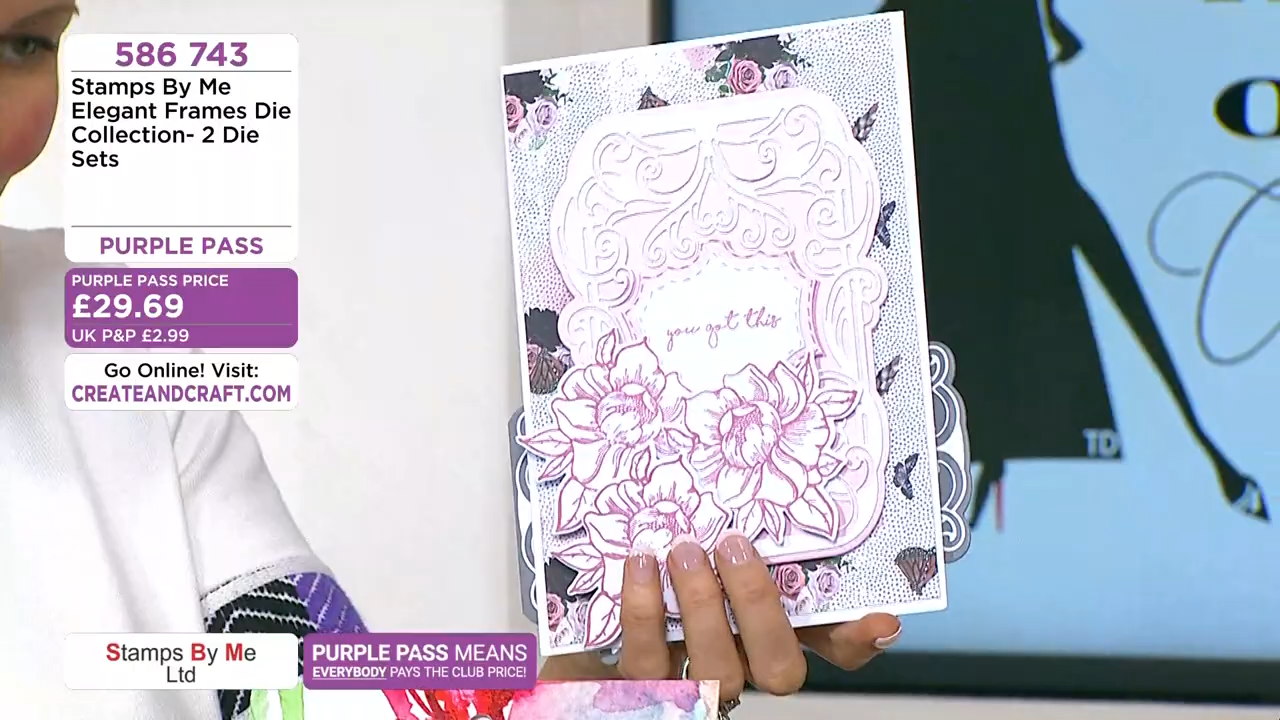 586 743
Stamps By Me
Elegant Frames Die
Collection- 2 Die
Sets
PURPLE PASS
PURPLE PASS PRICE
£29.69
UK P&P £2.99
Go Online! Visit:
CREATEANDCRAFT.COM
you got this
TD
Stamps By Me
Ltd
PURPLE PASS MEANS
EVERYBODY PAYS THE CLUB PRICE!